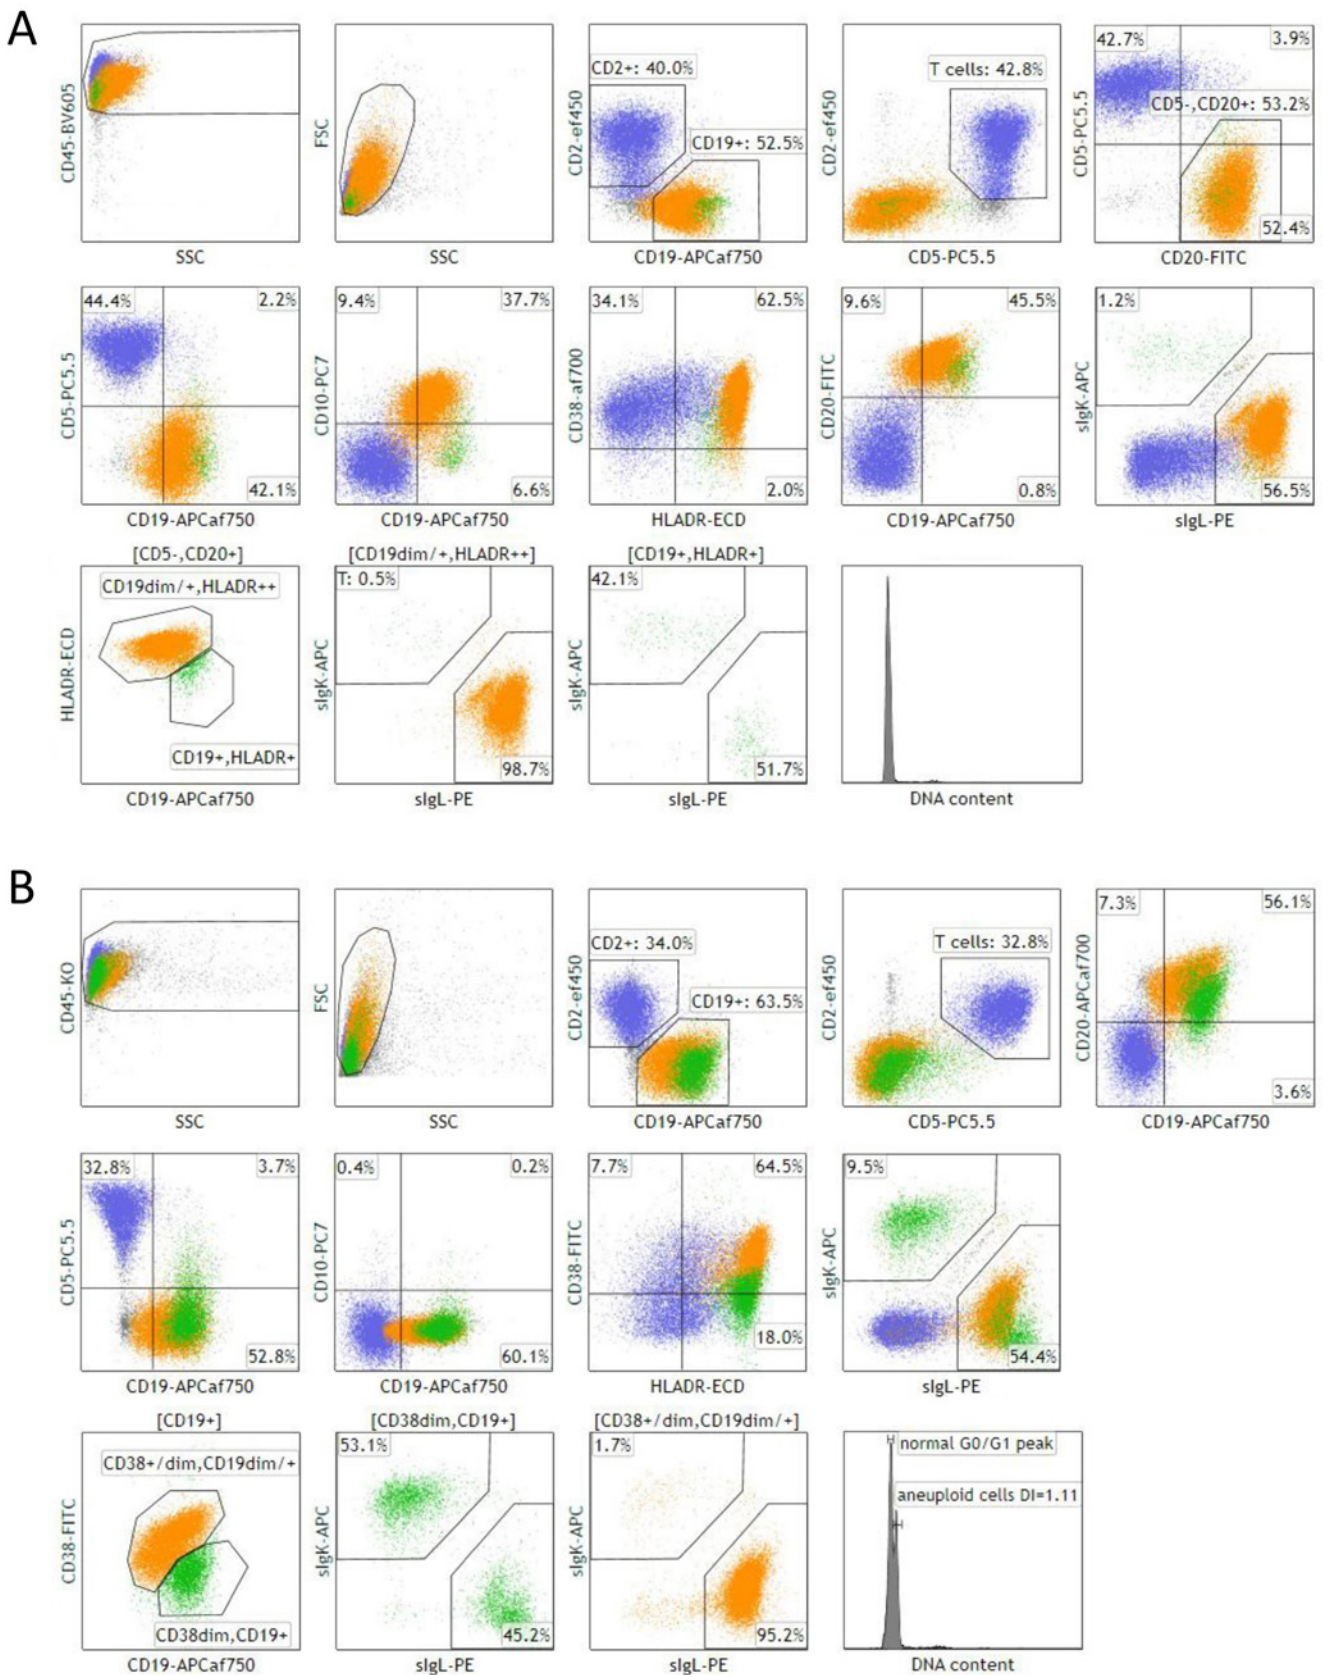 A
CD45-BV605
SSC
FSC
SSC
CD2+: 40.0%
CD19+: 52.5%
CD2-ef450
CD19-APCaf750
T cells: 42.8%
CD2-ef450
CD5-PC5.5
42.7%
3.9%
CD5-,CD20+: 53.2%
52.4%
CD5-PC5.5
CD20-FITC
44.4%
2.2%
42.1%
CD5-PC5.5
CD19-APCaf750
9.4%
37.7%
6.6%
CD10-PC7
CD19-APCaf750
34.1%
62.5%
2.0%
CD38-af700
HLADR-ECD
9.6%
45.5%
0.8%
CD20-FITC
CD19-APCaf750
1.2%
56.5%
sIgK-APC
sIgL-PE
[CD5-,CD20+]
CD19dim/+,HLADR++
CD19+,HLADR+
HLADR-ECD
CD19-APCaf750
[CD19dim/+,HLADR++]
T: 0.5%
98.7%
sIgK-APC
sIgL-PE
[CD19+,HLADR+]
42.1%
51.7%
sIgK-APC
sIgL-PE
DNA content
B
CD45-KO
SSC
FSC
SSC
CD2+: 34.0%
CD19+: 63.5%
CD2-ef450
CD19-APCaf750
T cells: 32.8%
CD2-ef450
CD5-PC5.5
7.3%
56.1%
3.6%
CD20-APCaf700
CD19-APCaf750
32.8%
3.7%
52.8%
CD5-PC5.5
CD19-APCaf750
0.4%
0.2%
60.1%
CD10-PC7
CD19-APCaf750
7.7%
64.5%
18.0%
CD38-FITC
HLADR-ECD
9.5%
54.4%
sIgK-APC
sIgL-PE
[CD19+]
CD38+/dim,CD19dim/+
CD38dim,CD19+
CD38-FITC
CD19-APCaf750
[CD38dim,CD19+]
53.1%
45.2%
sIgK-APC
sIgL-PE
[CD38+/dim,CD19dim/+]
1.7%
95.2%
sIgK-APC
sIgL-PE
normal G0/G1 peak
aneuploid cells DI=1.11
DNA content